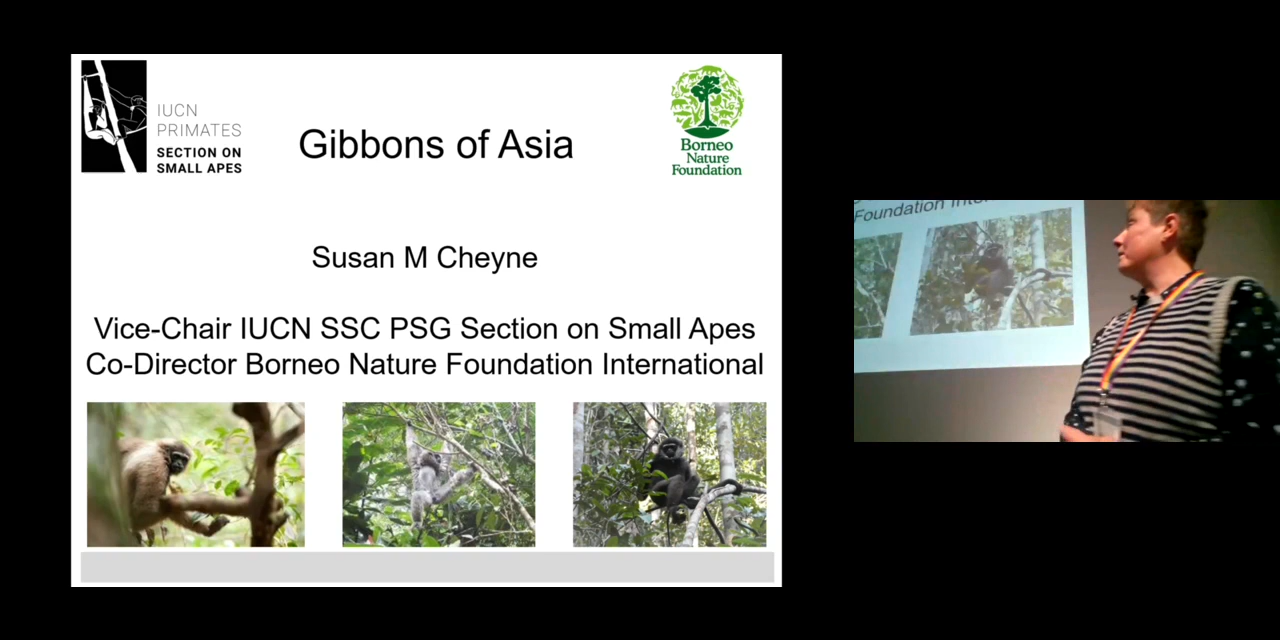 IUCN
PRIMATES
SECTION ON
SMALL APES
Gibbons of Asia
Borneo
Nature
Foundation
Susan M Cheyne
Vice-Chair IUCN SSC PSG Section on Small Apes
Co-Director Borneo Nature Foundation International
Foundation